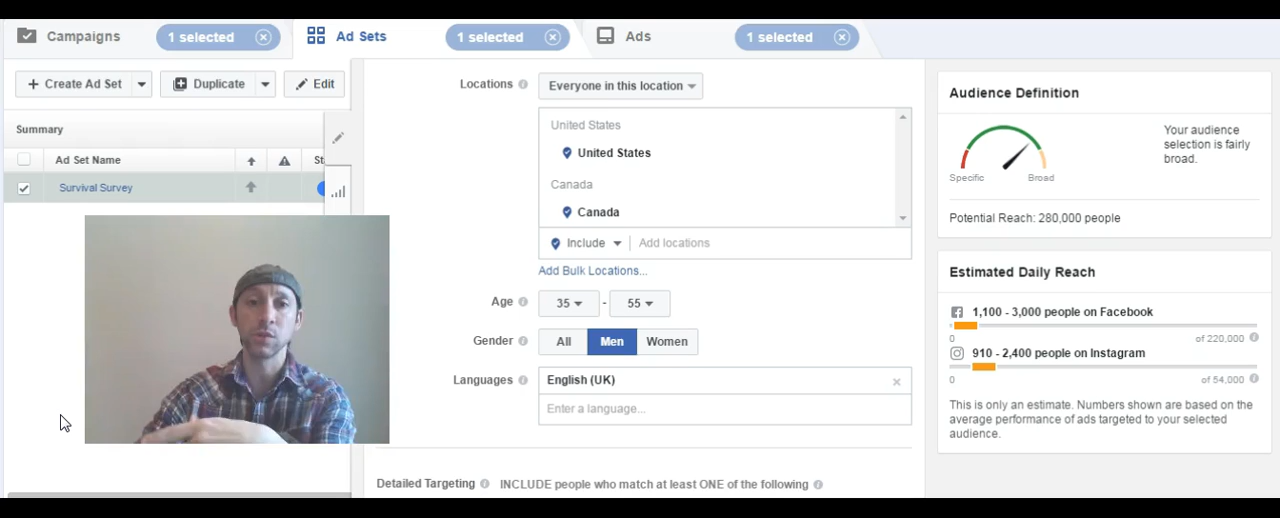 Campaigns
1 selected
Ad Sets
1 selected
Ads
1 selected
+ Create Ad Set
Duplicate
Edit
Summary
Ad Set Name
St
Survival Survey
Locations
Everyone in this location
United States
United States
Canada
Canada
Include
Add locations
Add Bulk Locations...
Age
35 - 55
Gender
All
Men
Women
Languages
English (UK)
Enter a language...
Detailed Targeting
INCLUDE people who match at least ONE of the following
Audience Definition
Specific
Broad
Your audience
selection is fairly
broad.
Potential Reach: 280,000 people
Estimated Daily Reach
1,100 - 3,000 people on Facebook
0
of 220,000
910 - 2,400 people on Instagram
0
of 54,000
This is only an estimate. Numbers shown are based on the
average performance of ads targeted to your selected
audience.